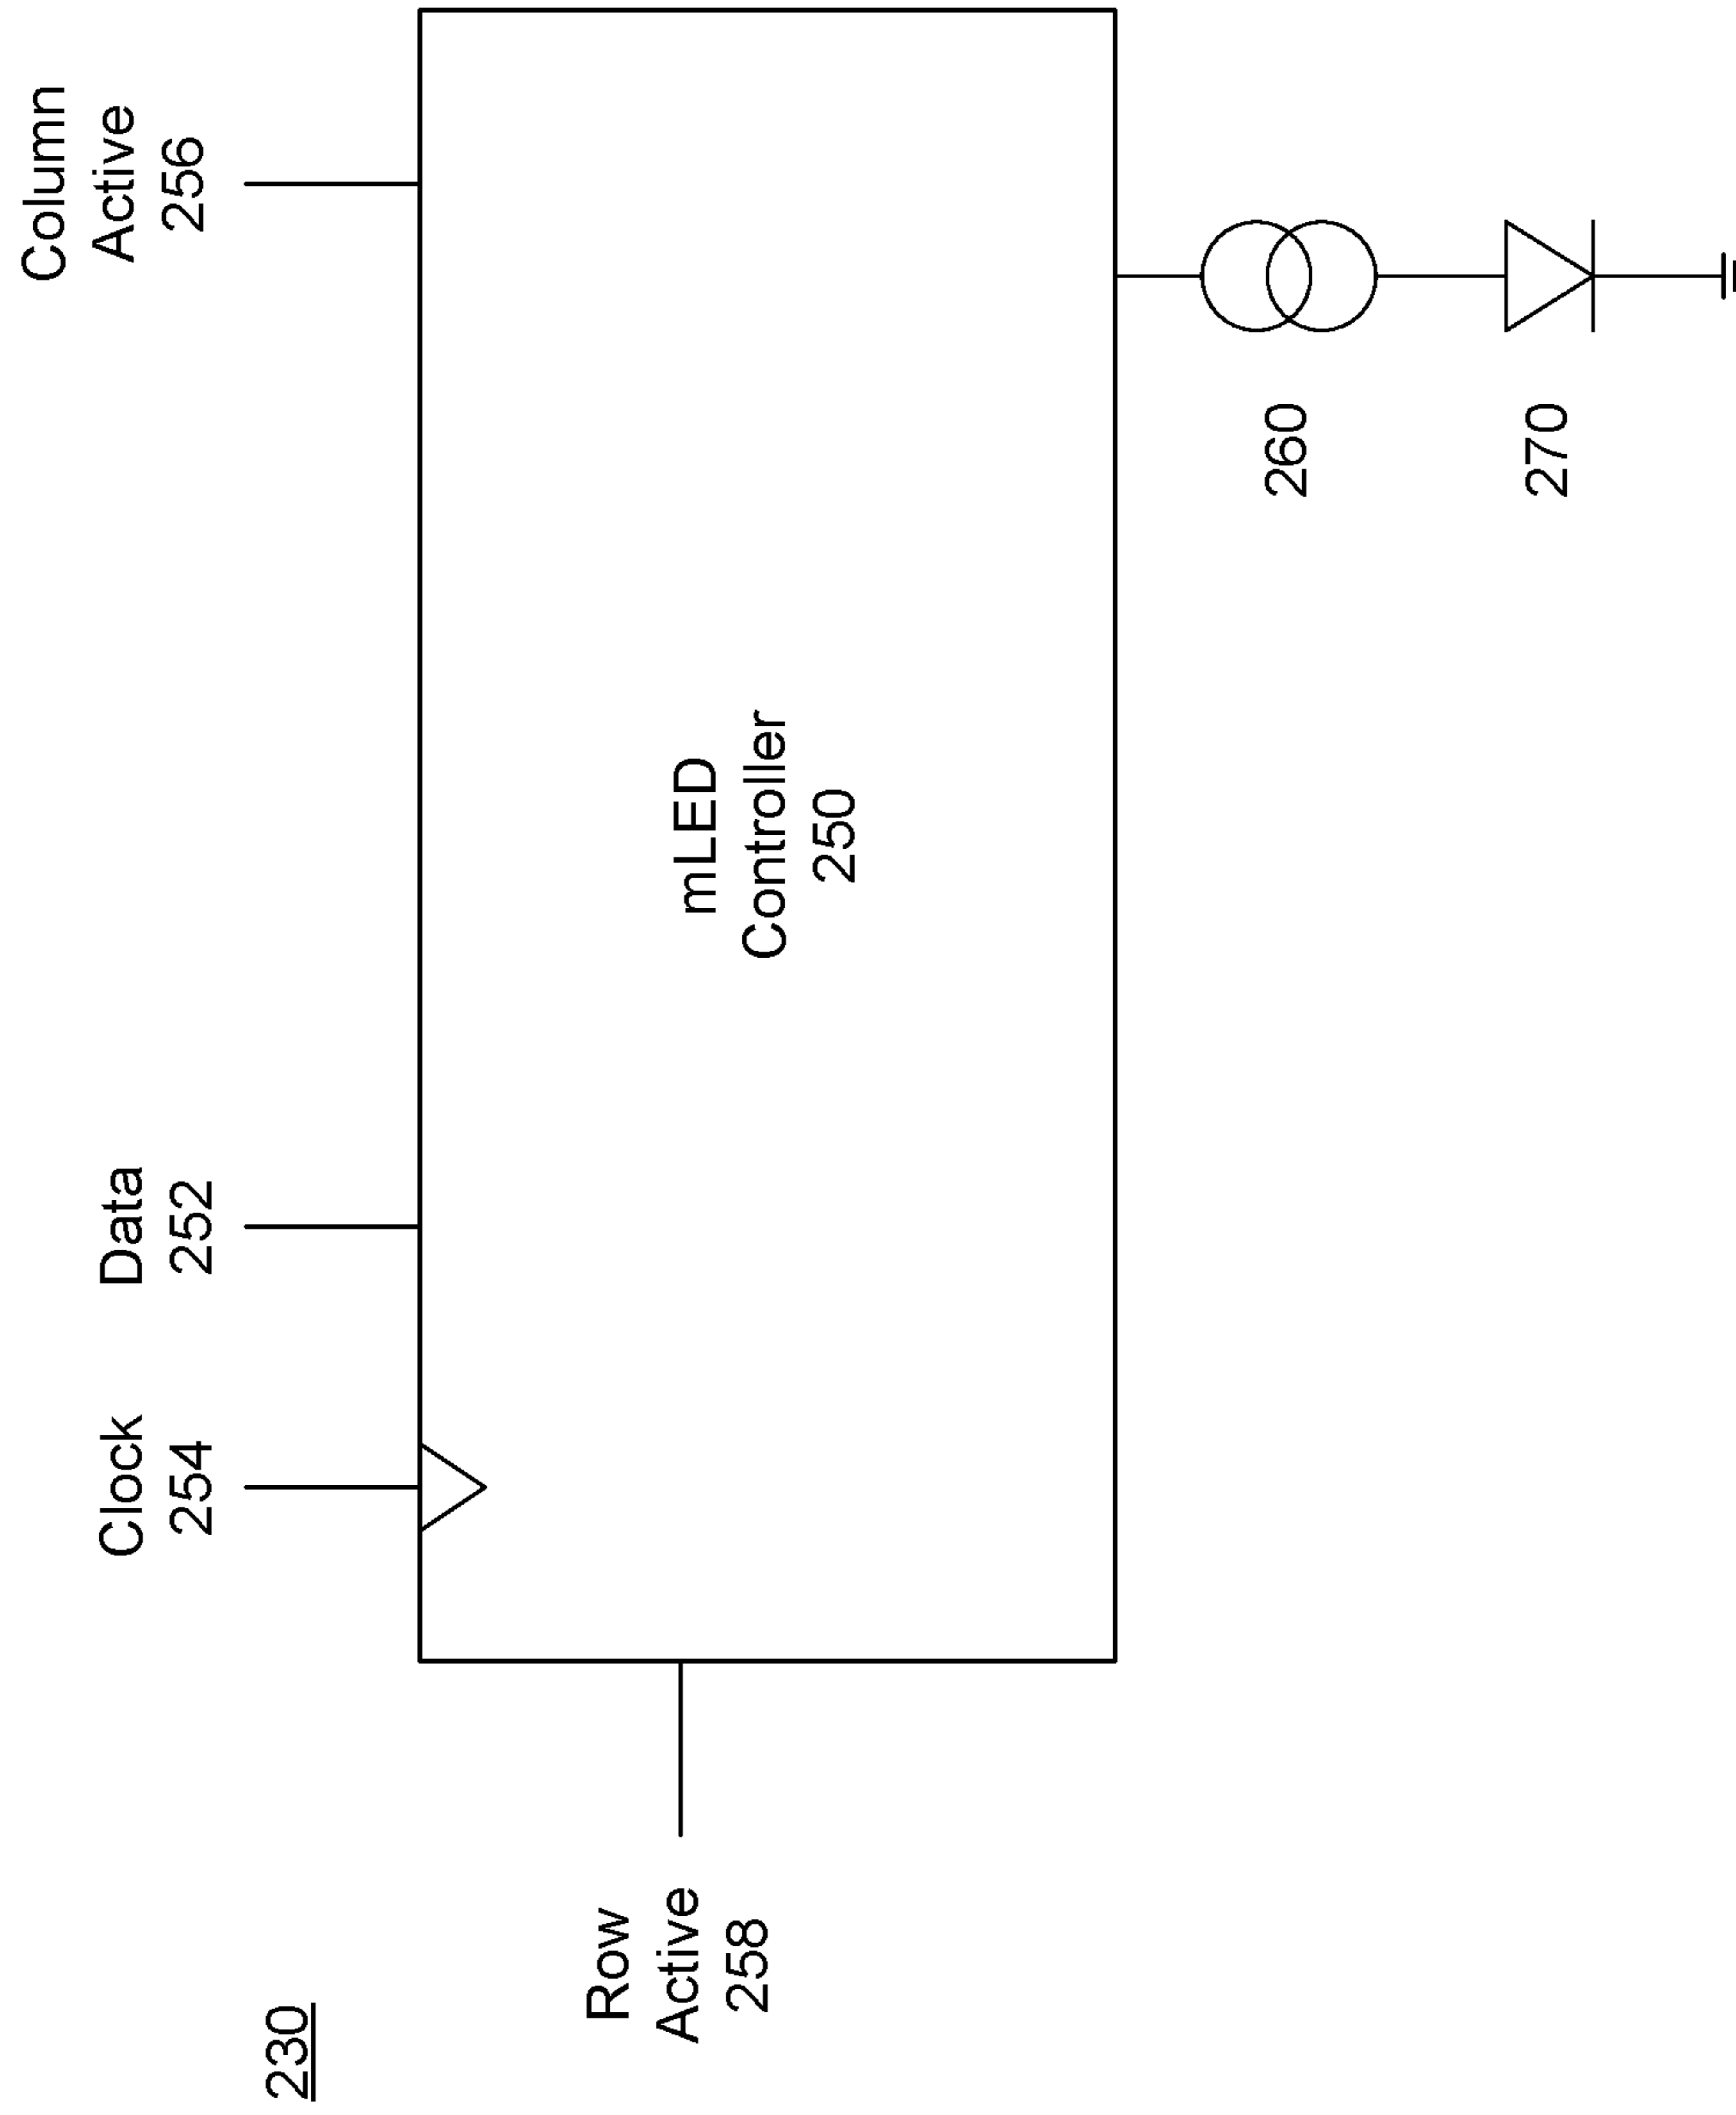 230
Clock
254
Data
252
Column
Active
256
Row
Active
258
mLED
Controller
250
260
270